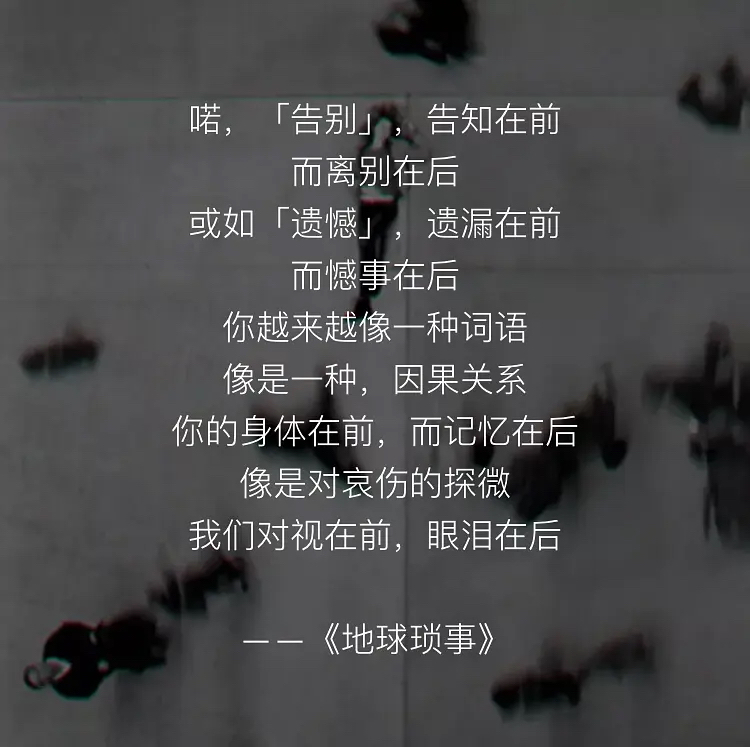 喏，「告别」，告知在前
而离别在后
或如「遗憾」，遗漏在前
而憾事在后
你越来越像一种词语
像是一种，因果关系
你的身体在前，而记忆在后
像是对哀伤的探微
我们对视在前，眼泪在后
——《地球琐事》